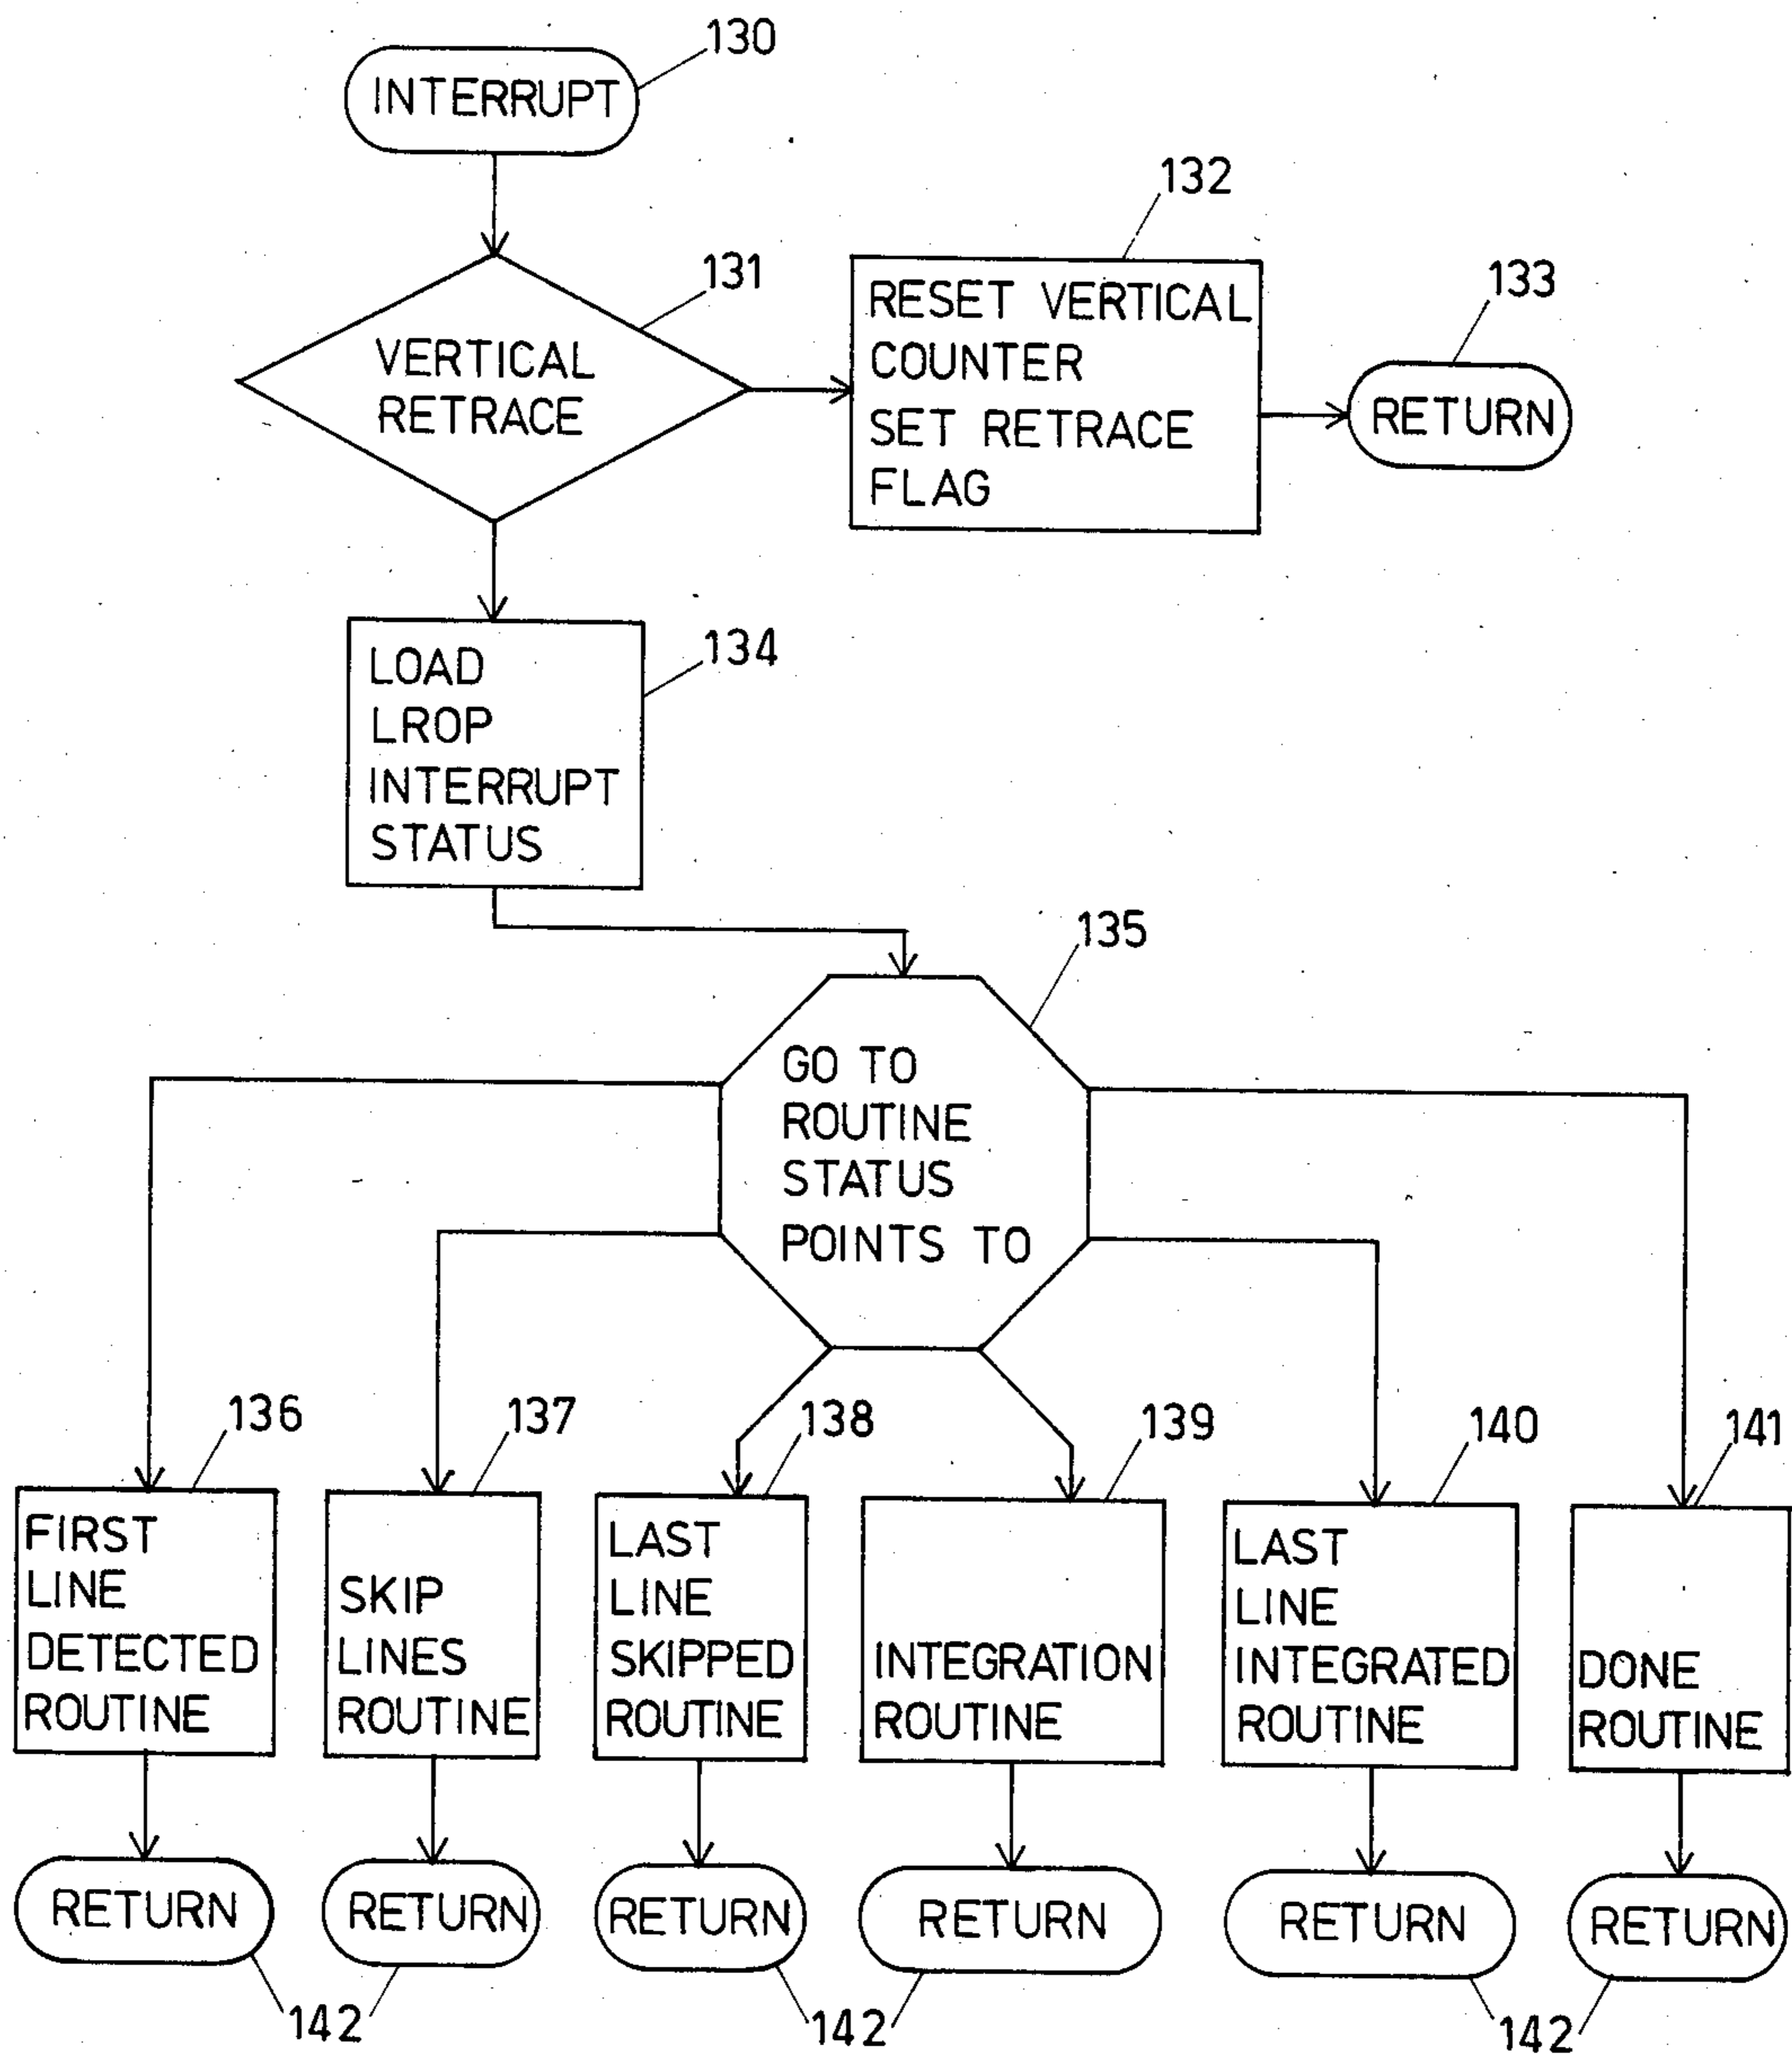 130
INTERRUPT
132
131
133
RESET VERTICAL
COUNTER
SET RETRACE
FLAG
VERTICAL
RETRACE
RETURN
134
LOAD
LROP
INTERRUPT
STATUS
135
GO TO
ROUTINE
STATUS
POINTS TO
136
137
138
139
140
141
FIRST
LINE
DETECTED
ROUTINE
SKIP
LINES
ROUTINE
LAST
LINE
SKIPPED
ROUTINE
INTEGRATION
ROUTINE
LAST
LINE
INTEGRATED
ROUTINE
DONE
ROUTINE
RETURN
RETURN
RETURN
RETURN
RETURN
RETURN
142
142
142